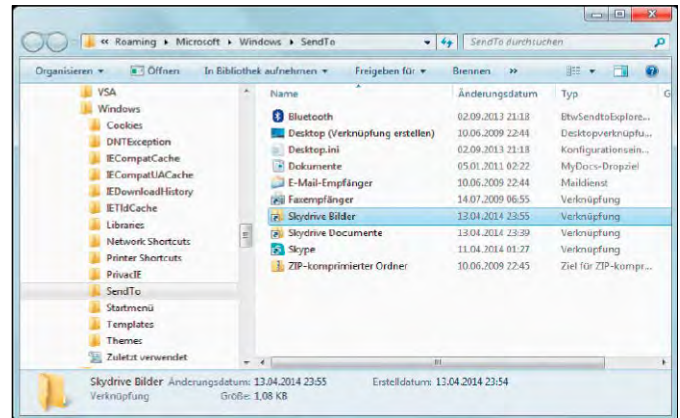 « Roaming ▸ Microsoft ▸ Windows ▸ SendTo
SendTo durchsuchen
Organisieren Öffnen In Bibliothek aufnehmen Freigeben für Brennen »
VSA
Windows
Cookies
DNTException
IECompatCache
IECompatUACache
IEDownloadHistory
IETldCache
Libraries
Network Shortcuts
Printer Shortcuts
PrivacIE
SendTo
Startmenü
Templates
Themes
Zuletzt verwendet
Name Änderungsdatum Typ G
Bluetooth 02.09.2013 21:18 BtwSendtoExplore...
Desktop (Verknüpfung erstellen) 10.06.2009 22:44 Desktopverknüpfu...
Desktop.ini 02.09.2013 21:18 Konfigurationsein...
Dokumente 05.01.2011 02:22 MyDocs-Dropziel
E-Mail-Empfänger 10.06.2009 22:44 Maildienst
Faxempfänger 14.07.2009 06:55 Verknüpfung
Skydrive Bilder 13.04.2014 23:55 Verknüpfung
Skydrive Documente 13.04.2014 23:39 Verknüpfung
Skype 11.04.2014 01:27 Verknüpfung
ZIP-komprimierter Ordner 10.06.2009 22:45 Ziel für ZIP-kompr...
Skydrive Bilder Änderungsdatum: 13.04.2014 23:55 Erstelldatum: 13.04.2014 23:54
Verknüpfung Größe: 1,08 KB